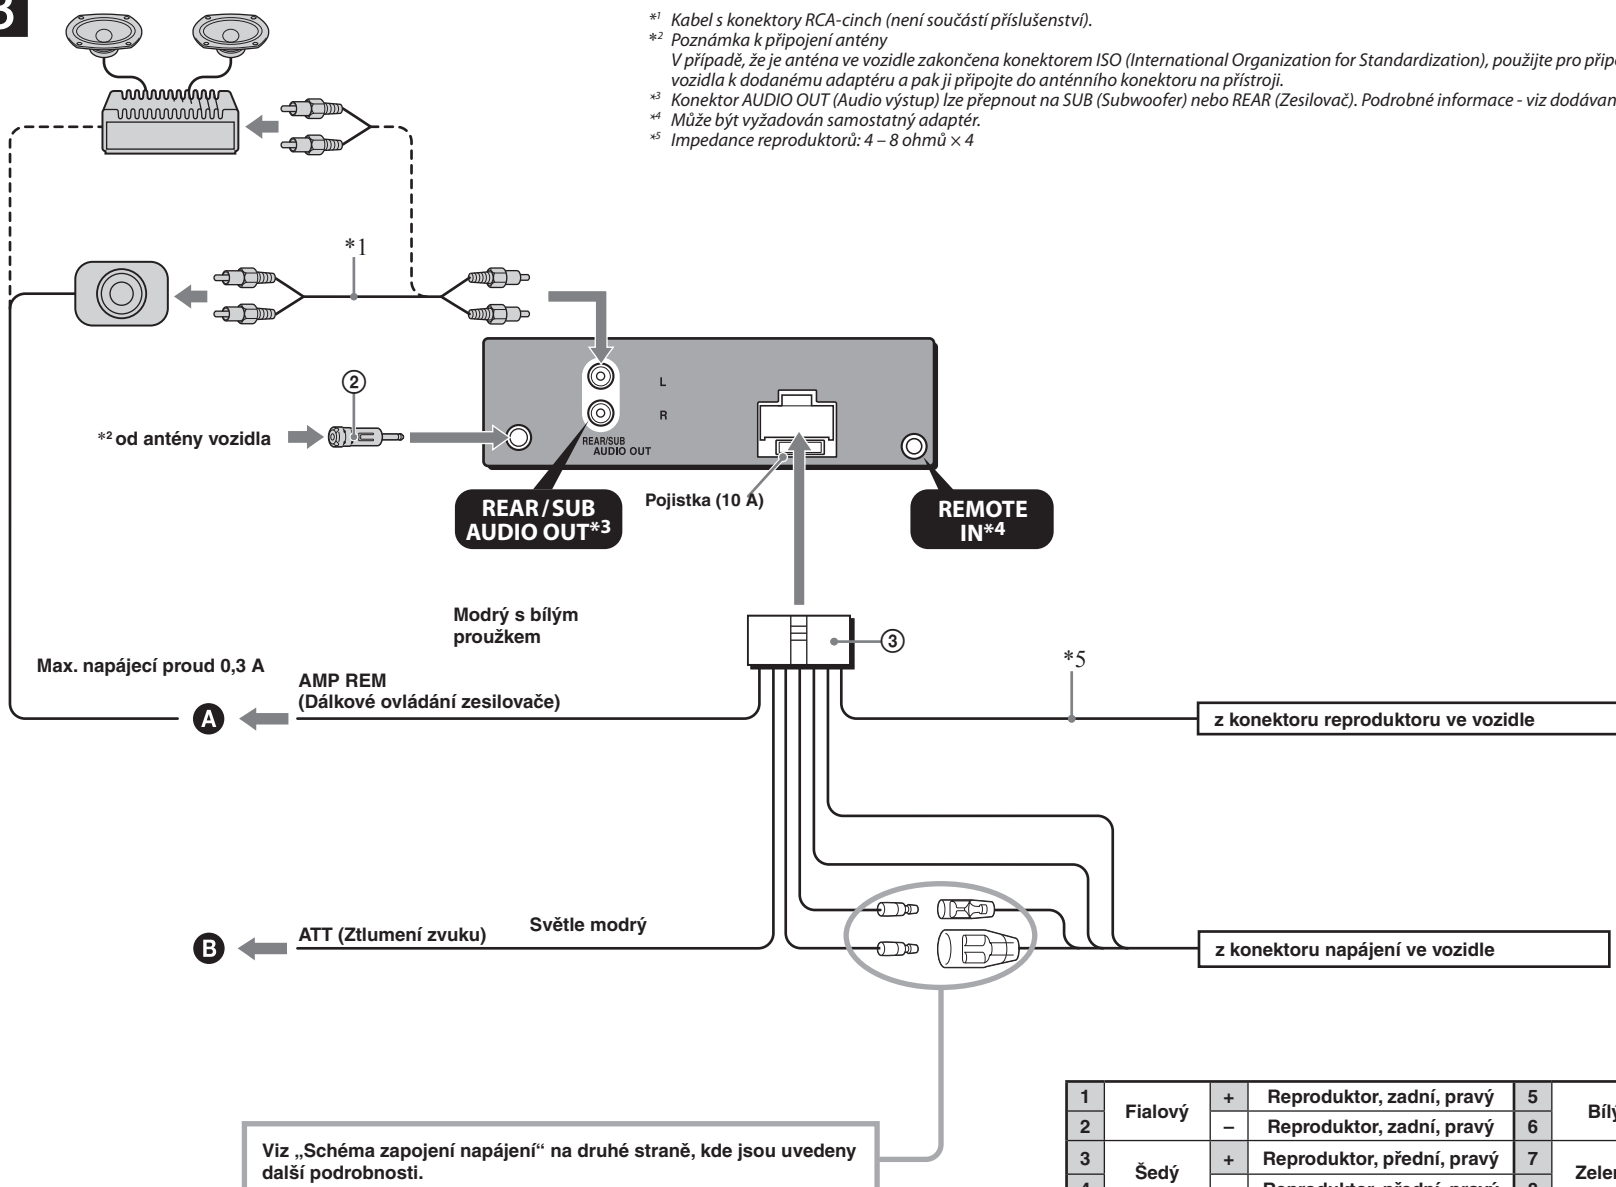 3
*1 Kabel s konektory RCA-cinch (není součástí příslušenství).
*2 Poznámka k připojení antény
V případě, že je anténa ve vozidle zakončena konektorem ISO (International Organization for Standardization), použijte pro
vozidla k dodanému adaptéru a pak ji připojte do anténního konektoru na přístroji.
*3 Konektor AUDIO OUT (Audio výstup) lze přepnout na SUB (Subwoofer) nebo REAR (Zesilovač). Podrobné informace - viz
*4 Může být vyžadován samostatný adaptér.
*5 Impedance reproduktorů: 4 – 8 ohmů × 4
*1
2
L
R
*2 od antény vozidla
REAR/SUB
AUDIO OUT
Pojistka (10 A)
REAR/SUB
AUDIO OUT*3
REMOTE
IN*4
Modrý s bílým
proužkem
3
Max. napájecí proud 0,3 A
*5
AMP REM
(Dálkové ovládání zesilovače)
A
z konektoru reproduktoru ve vozidle
Světle modrý
B
ATT (Ztlumení zvuku)
z konektoru napájení ve vozidle
1 Fialový + Reproduktor, zadní, pravý 5
2 – Reproduktor, zadní, pravý 6
3 Šedý + Reproduktor, přední, pravý 7
Viz „Schéma zapojení napájení“ na druhé straně, kde jsou uvedeny
další podrobnosti.